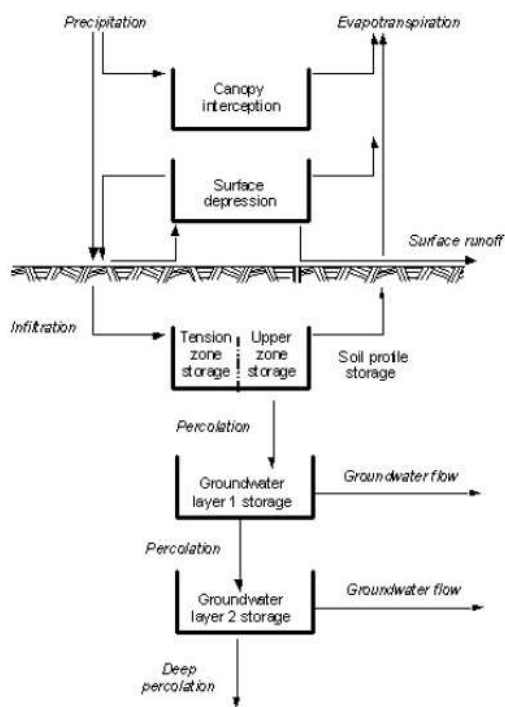 Precipitation
Evapotranspiration
Canopy
interception
Surface
depression
Surface runoff
Infiltration
Tension
zone
storage
Upper
zone
storage
Soil profile
storage
Percolation
Groundwater
layer 1 storage
Groundwater flow
Percolation
Groundwater
layer 2 storage
Groundwater flow
Deep
percolation